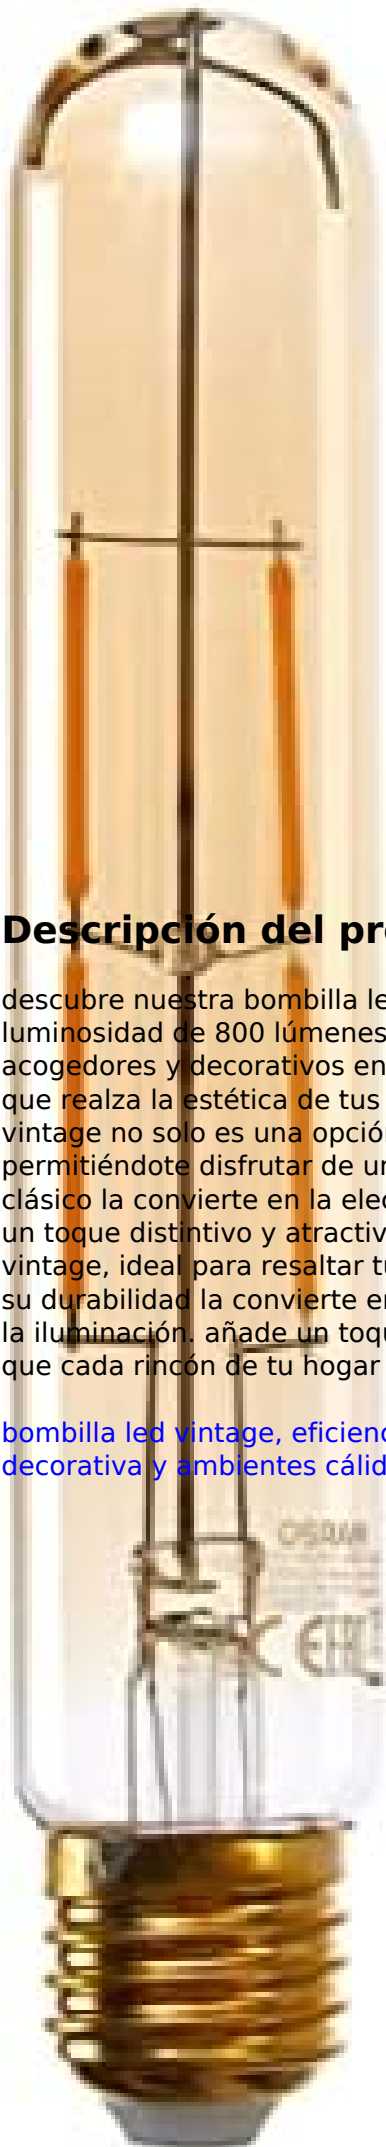 Descripción del pr
descubre nuestra bombilla le
luminosidad de 800 lúmenes
acogedores y decorativos en
que realza la estética de tus
vintage no solo es una opción
permitiéndote disfrutar de un
clásico la convierte en la elec
un toque distintivo y atractiv
vintage, ideal para resaltar tu
su durabilidad la convierte en
la iluminación. añade un toqu
que cada rincón de tu hogar
bombilla led vintage, eficienc
decorativa y ambientes cálid
OSRAM
CE EAC